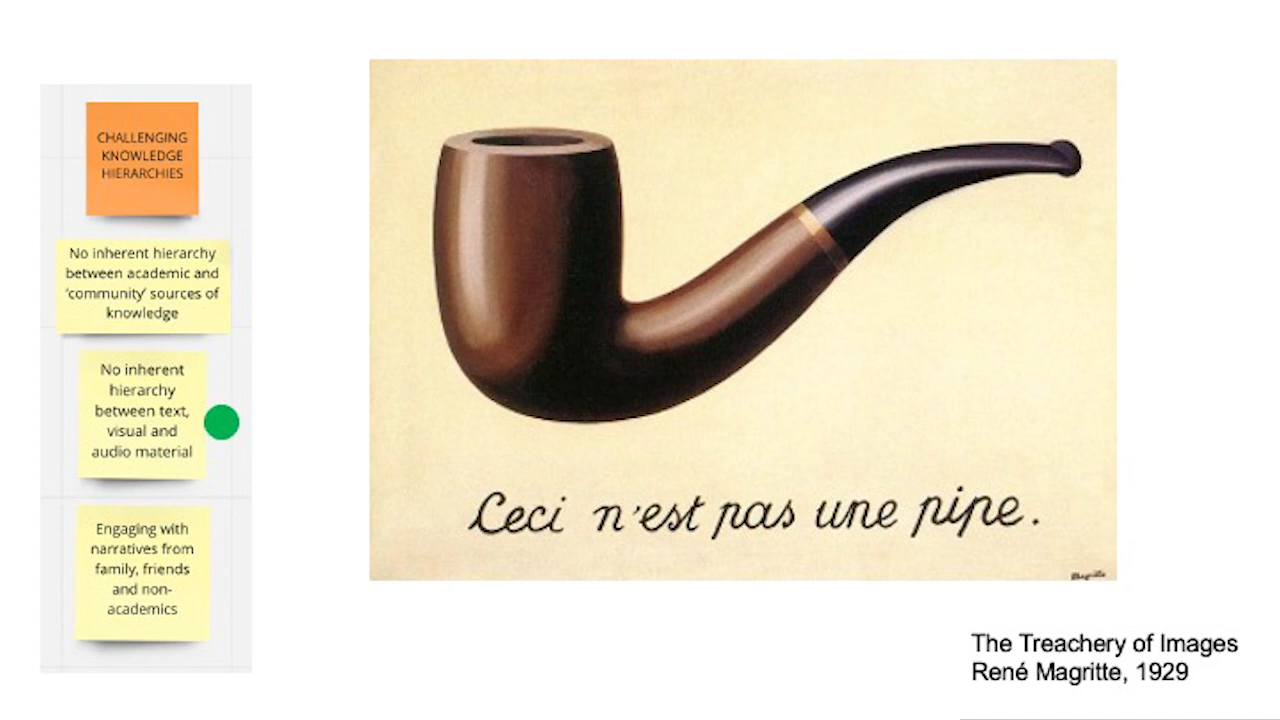 CHALLENGING
KNOWLEDGE
HIERARCHIES
No inherent hierarchy
between academic and
‘community’ sources of
knowledge
No inherent
hierarchy
between text,
visual and
audio material
Engaging with
narratives from
family, friends
and non-
academics
Ceci n'est pas une pipe.
Magritte
The Treachery of Images
René Magritte, 1929